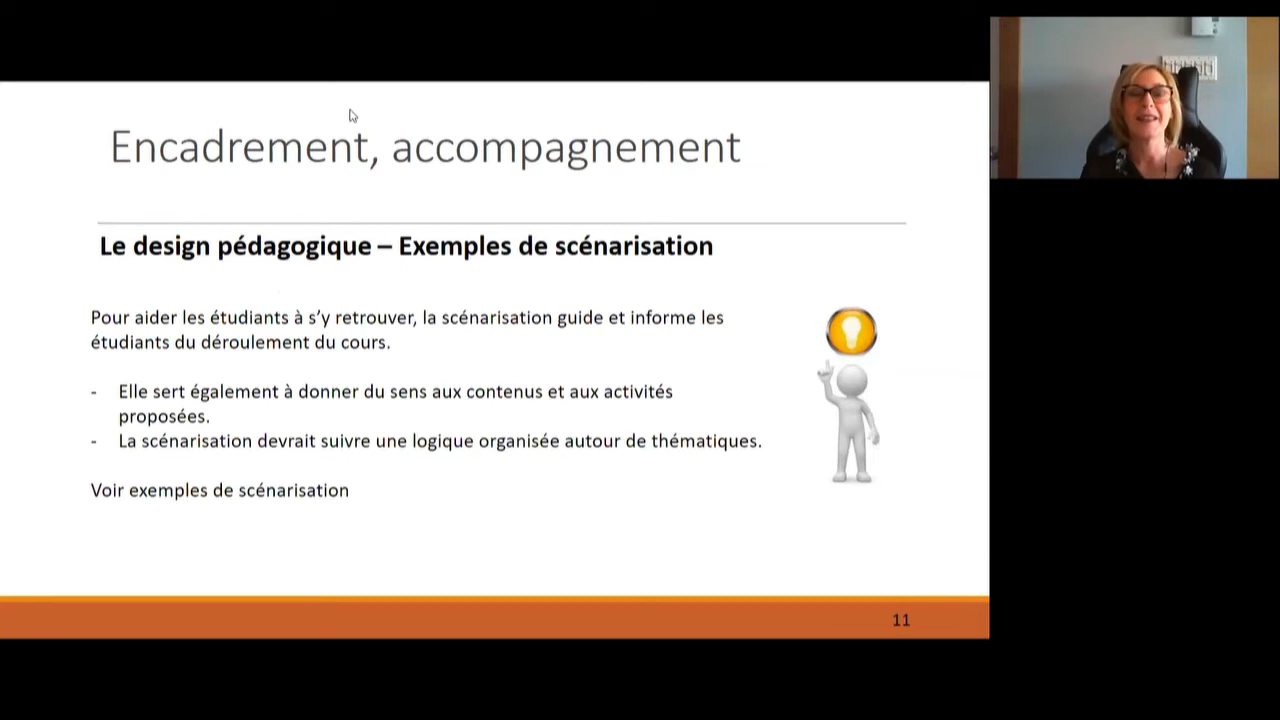 Encadrement, accompagnement
Le design pédagogique – Exemples de scénarisation
Pour aider les étudiants à s’y retrouver, la scénarisation guide et informe les
étudiants du déroulement du cours.
- Elle sert également à donner du sens aux contenus et aux activités
proposées.
- La scénarisation devrait suivre une logique organisée autour de thématiques.
Voir exemples de scénarisation
11